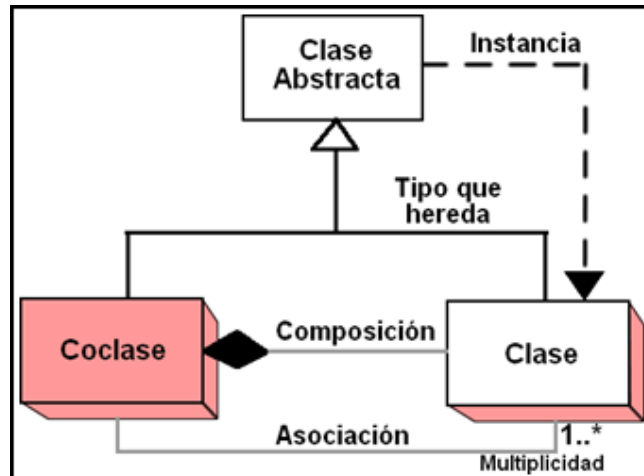 Clase
Abstracta
Instancia
Tipo que
hereda
Coclase
Composición
Clase
Asociación
1..*
Multiplicidad